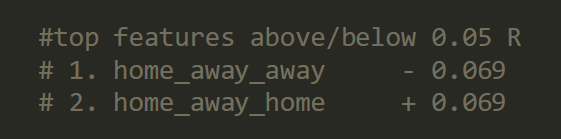 #top features above/below 0.05 R
# 1. home_away_away     - 0.069
# 2. home_away_home     + 0.069